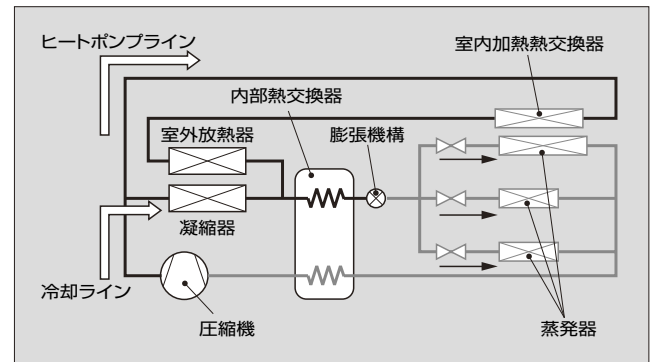 ヒートポンプライン
室内加熱熱交換器
内部熱交換器
室外放熱器
膨張機構
凝縮器
冷却ライン
圧縮機
蒸発器